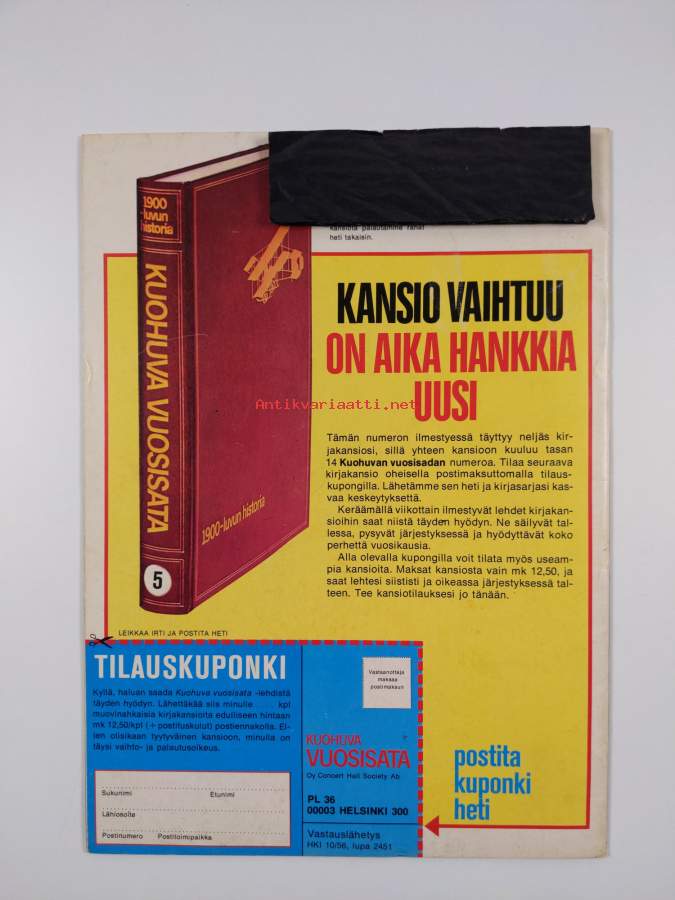 kansiota palautamme rahat
heti takaisin.
1900
-luvun
historia
KUOHUVA VUOSISATA
5
1900-luvun historia
KANSIO VAIHTUU
ON AIKA HANKKIA
UUSI
Antikvariaatti.net
Tämän numeron ilmestyessä täyttyy neljäs kir-
jakansiosi, sillä yhteen kansioon kuuluu tasan
14 Kuohuvan vuosisadan numeroa. Tilaa seuraava
kirjakansio oheisella postimaksuttomalla tilaus-
kupongilla. Lähetämme sen heti ja kirjasarjasi kas-
vaa keskeytyksettä.
Keräämällä viikottain ilmestyvät lehdet kirjakan-
sioihin saat niistä täyden hyödyn. Ne säilyvät tal-
lessa, pysyvät järjestyksessä ja hyödyttävät koko
perhettä vuosikausia.
Alla olevalla kupongilla voit tilata myös useam-
pia kansioita. Maksat kansiosta vain mk 12,50, ja
saat lehtesi siististi ja oikeassa järjestyksessä tal-
teen. Tee kansiotilauksesi jo tänään.
LEIKKAA IRTI JA POSTITA HETI
TILAUSKUPONKI
Kyllä, haluan saada Kuohuva vuosisata -lehdistä
täyden hyödyn. Lähettäkää siis minulle ...... kpl
muovinahkaisia kirjakansioita edulliseen hintaan
mk 12,50/kpl (+ postituskulut) postiennakolla. El-
len olisikaan tyytyväinen kansioon, minulla on
täysi vaihto- ja palautusoikeus.
Sukunimi Etunimi
Lähiosoite
Postinumero Postitoimipaikka
Vastaanottaja
maksaa
postimaksun
KUOHUVA
VUOSISATA
Oy Concert Hall Society Ab
PL 36
00003 HELSINKI 300
Vastauslähetys
HKI 10/56, lupa 2451
postita
kuponki
heti